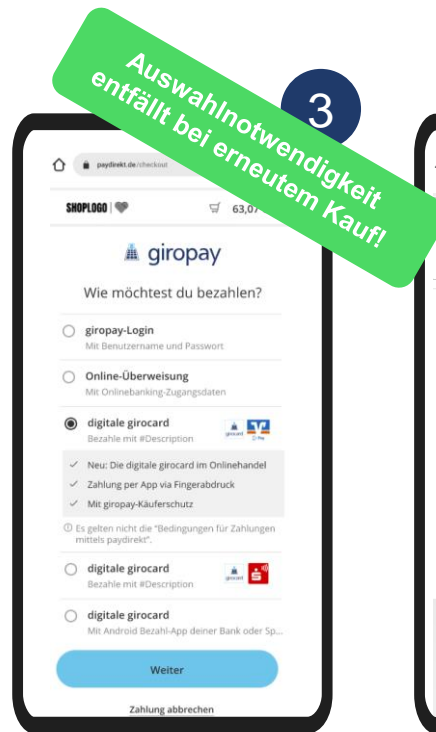 Auswahlnotwendigkeit
entfällt bei erneutem Kauf!
3
paydirekt.de/checkout
SHOPLOGO
63,07
giropay
Wie möchtest du bezahlen?
giropay-Login
Mit Benutzername und Passwort
Online-Überweisung
Mit Onlinebanking-Zugangsdaten
digitale girocard
Bezahle mit #Description
girocard
Pay
Neu: Die digitale girocard im Onlinehandel
Zahlung per App via Fingerabdruck
Mit giropay-Käuferschutz
Es gelten nicht die "Bedingungen für Zahlungen
mittels paydirekt".
digitale girocard
Bezahle mit #Description
girocard
digitale girocard
Mit Android Bezahl-App deiner Bank oder Sp...
Weiter
Zahlung abbrechen